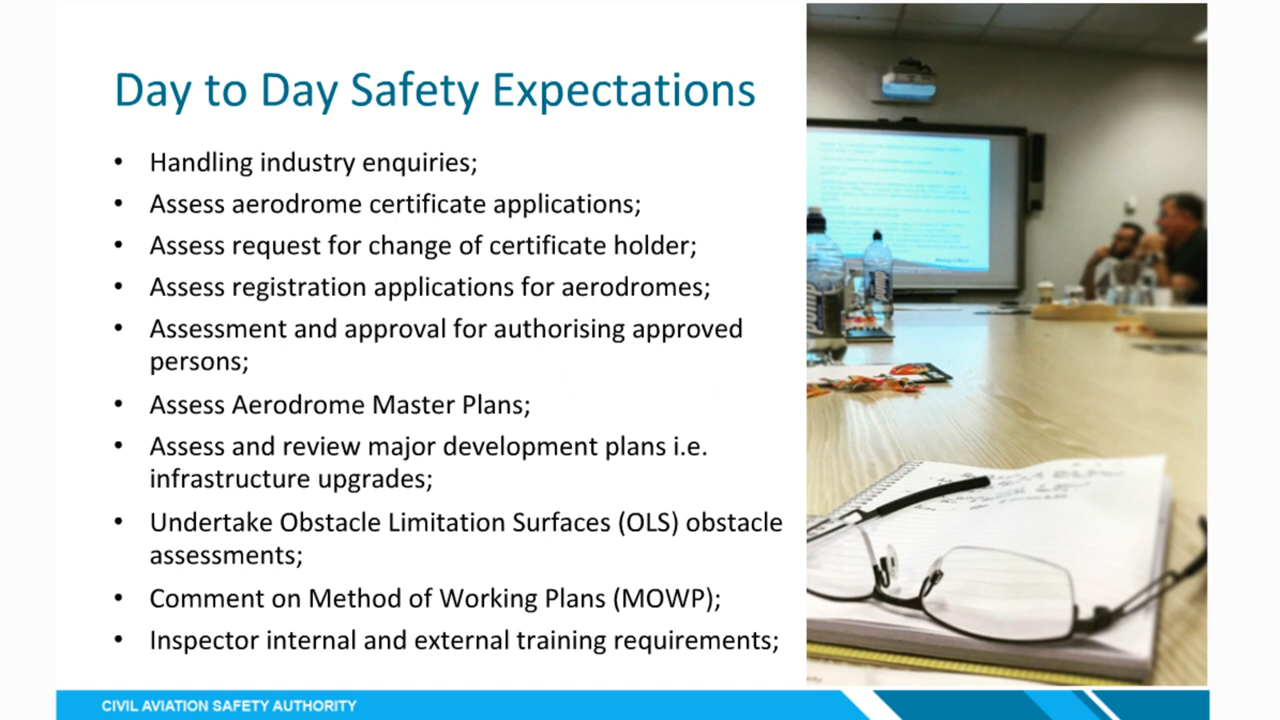 Day to Day Safety Expectations
• Handling industry enquiries;
• Assess aerodrome certificate applications;
• Assess request for change of certificate holder;
• Assess registration applications for aerodromes;
• Assessment and approval for authorising approved
persons;
• Assess Aerodrome Master Plans;
• Assess and review major development plans i.e.
infrastructure upgrades;
• Undertake Obstacle Limitation Surfaces (OLS) obstacle
assessments;
• Comment on Method of Working Plans (MOWP);
• Inspector internal and external training requirements;
CIVIL AVIATION SAFETY AUTHORITY